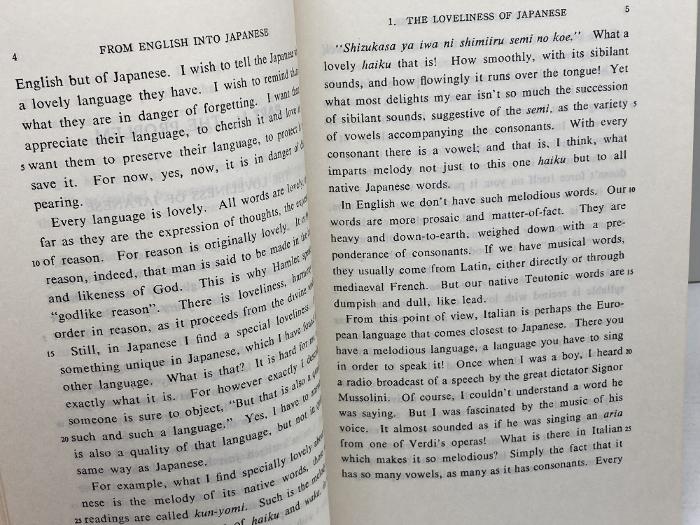 4
FROM ENGLISH INTO JAPANESE
English but of Japanese. I wish to tell the Japanese
a lovely language they have. I wish to remind
what they are in danger of forgetting. I want
appreciate their language, to cherish it and love
5 want them to preserve their language, to protect
save it. For now, yes, now, it is in danger of
pearing.
Every language is lovely. All words are lovely,
far as they are the expression of thoughts, the
10 of reason. For reason is originally lovely. It
reason, indeed, that man is said to be made in the
and likeness of God. This is why Hamlet
"godlike reason". There is loveliness,
order in reason, as it proceeds from the divine
15 Still, in Japanese I find a special loveliness
something unique in Japanese, which I have
other language. What is that? It is hard for
exactly what it is. For however exactly I
someone is sure to object, "But that is also a
20 such and such a language." Yes, I have to
is also a quality of that language, but not in
same way as Japanese.
For example, what I find specially lovely about
nese is the melody of its native words,
25 readings are called kun-yomi. Such is the
of haiku and waka,
1. THE LOVELINESS OF JAPANESE
5
"Shizukasa ya iwa ni shimiiru semi no koe." What a
lovely haiku that is! How smoothly, with its sibilant
sounds, and how flowingly it runs over the tongue! Yet
what most delights my ear isn't so much the succession
of sibilant sounds, suggestive of the semi, as the variety 5
of vowels accompanying the consonants. With every
consonant there is a vowel; and that is, I think, what
imparts melody not just to this one haiku but to all
native Japanese words.
In English we don't have such melodious words. Our 10
words are more prosaic and matter-of-fact. They are
heavy and down-to-earth, weighed down with a pre-
ponderance of consonants. If we have musical words,
they usually come from Latin, either directly or through
mediaeval French. But our native Teutonic words are 15
dumpish and dull, like lead.
From this point of view, Italian is perhaps the Euro-
pean language that comes closest to Japanese. There you
have a melodious language, a language you have to sing
in order to speak it! Once when I was a boy, I heard 20
a radio broadcast of a speech by the great dictator Signor
Mussolini. Of course, I couldn't understand a word he
was saying. But I was fascinated by the music of his
voice. It almost sounded as if he was singing an aria
from one of Verdi's operas! What is there in Italian 25
which makes it so melodious? Simply the fact that it
has so many vowels, as many as it has consonants. Every